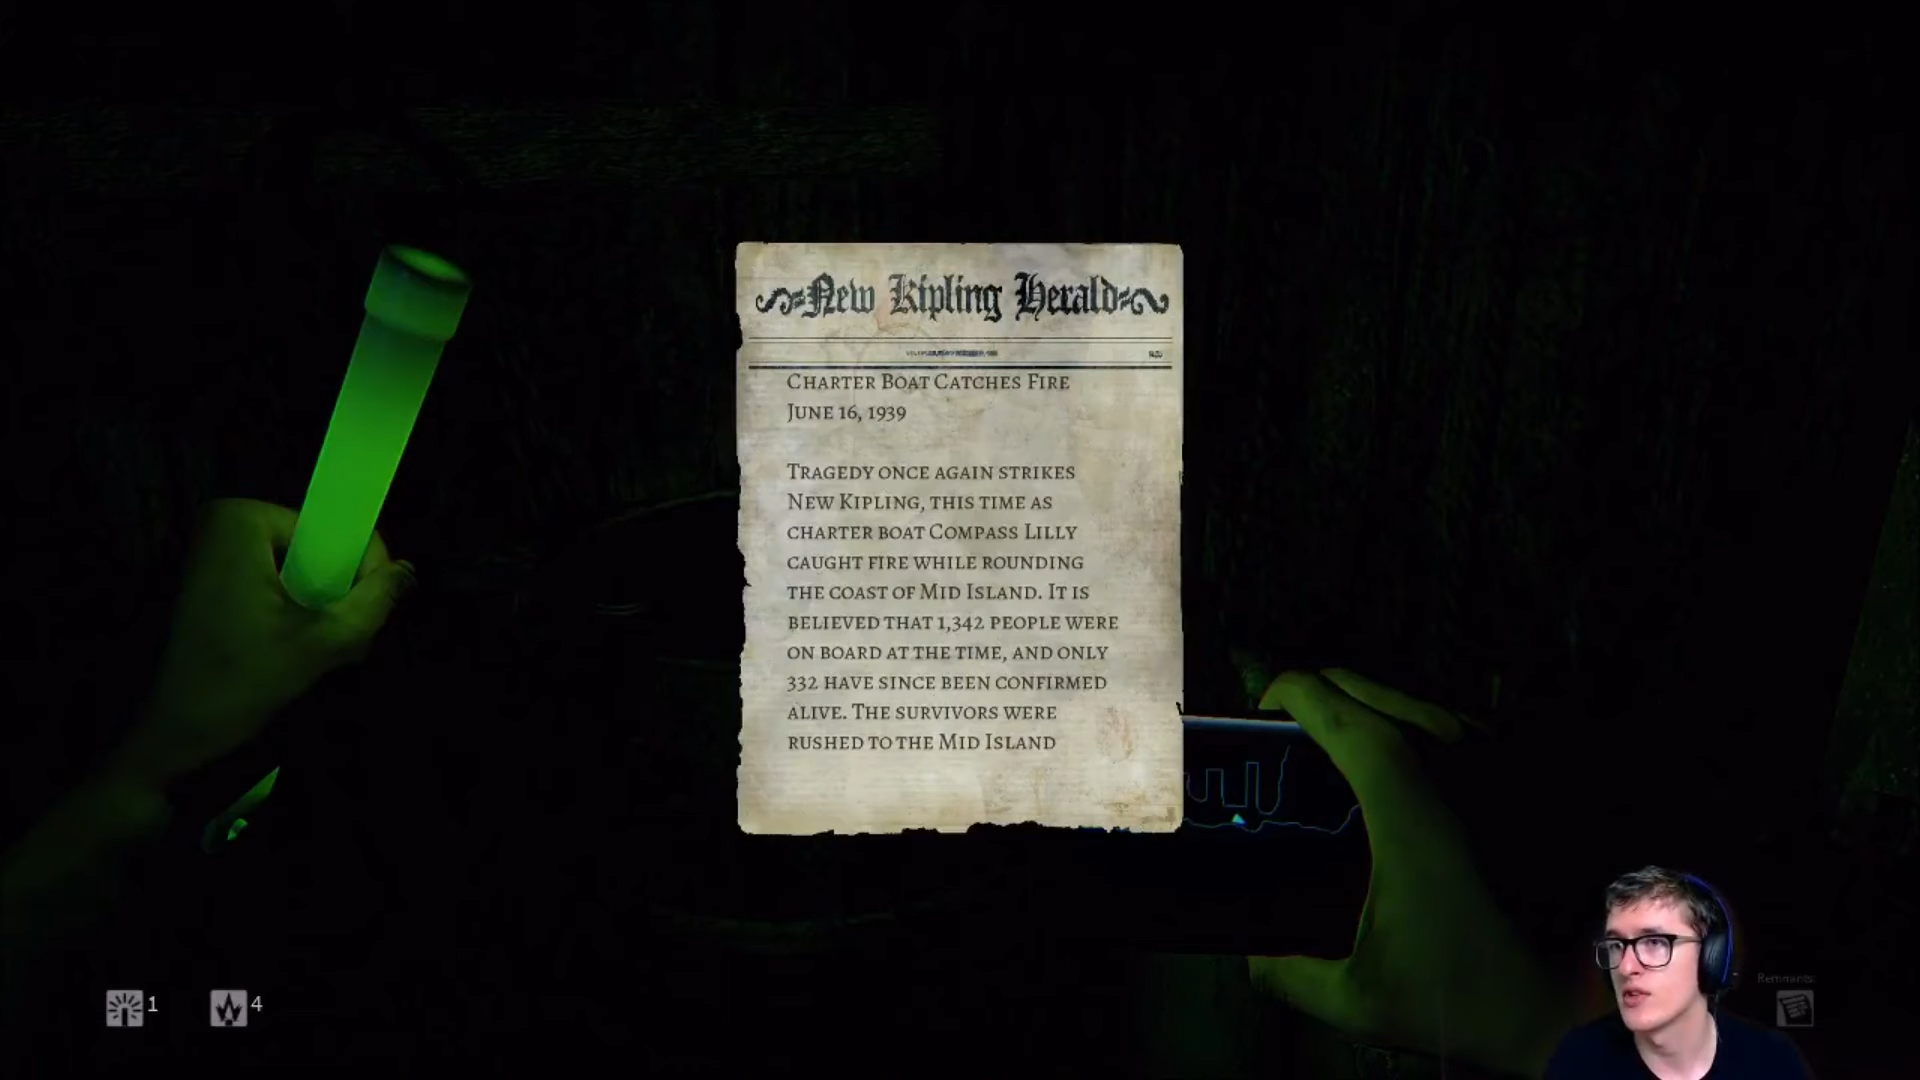 New Kipling Herald
Charter Boat Catches Fire
June 16, 1939
Tragedy once again strikes
New Kipling, this time as
charter boat Compass Lilly
caught fire while rounding
the coast of Mid Island. It is
believed that 1,342 people were
on board at the time, and only
332 have since been confirmed
alive. The survivors were
rushed to the Mid Island
1
4
Remnants: